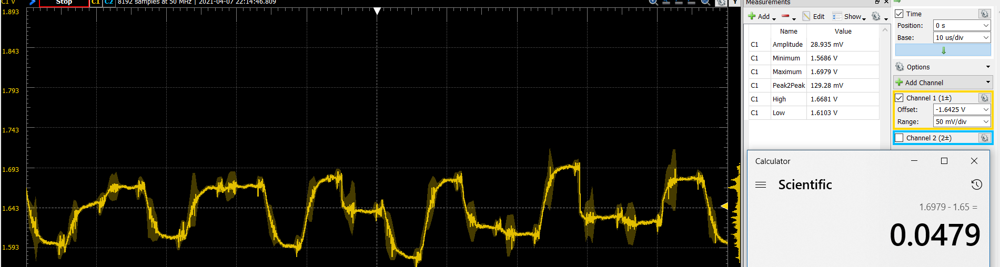 C1 V
Stop C1 C2 8192 samples at 50 MHz | 2021-04-07 22:14:46.809
Y
1.893
1.843
1.793
1.743
1.693
1.643
1.593
Measurements
Add Edit Show
Name Value
C1 Amplitude 28.935 mV
C1 Minimum 1.5686 V
C1 Maximum 1.6979 V
C1 Peak2Peak 129.28 mV
C1 High 1.6681 V
C1 Low 1.6103 V
Time
Position: 0 s
Base: 10 us/div
Options
Add Channel
Channel 1 (1±)
Offset: -1.6425 V
Range: 50 mV/div
Channel 2 (2±)
Calculator
Scientific
1.6979 - 1.65 =
0.0479